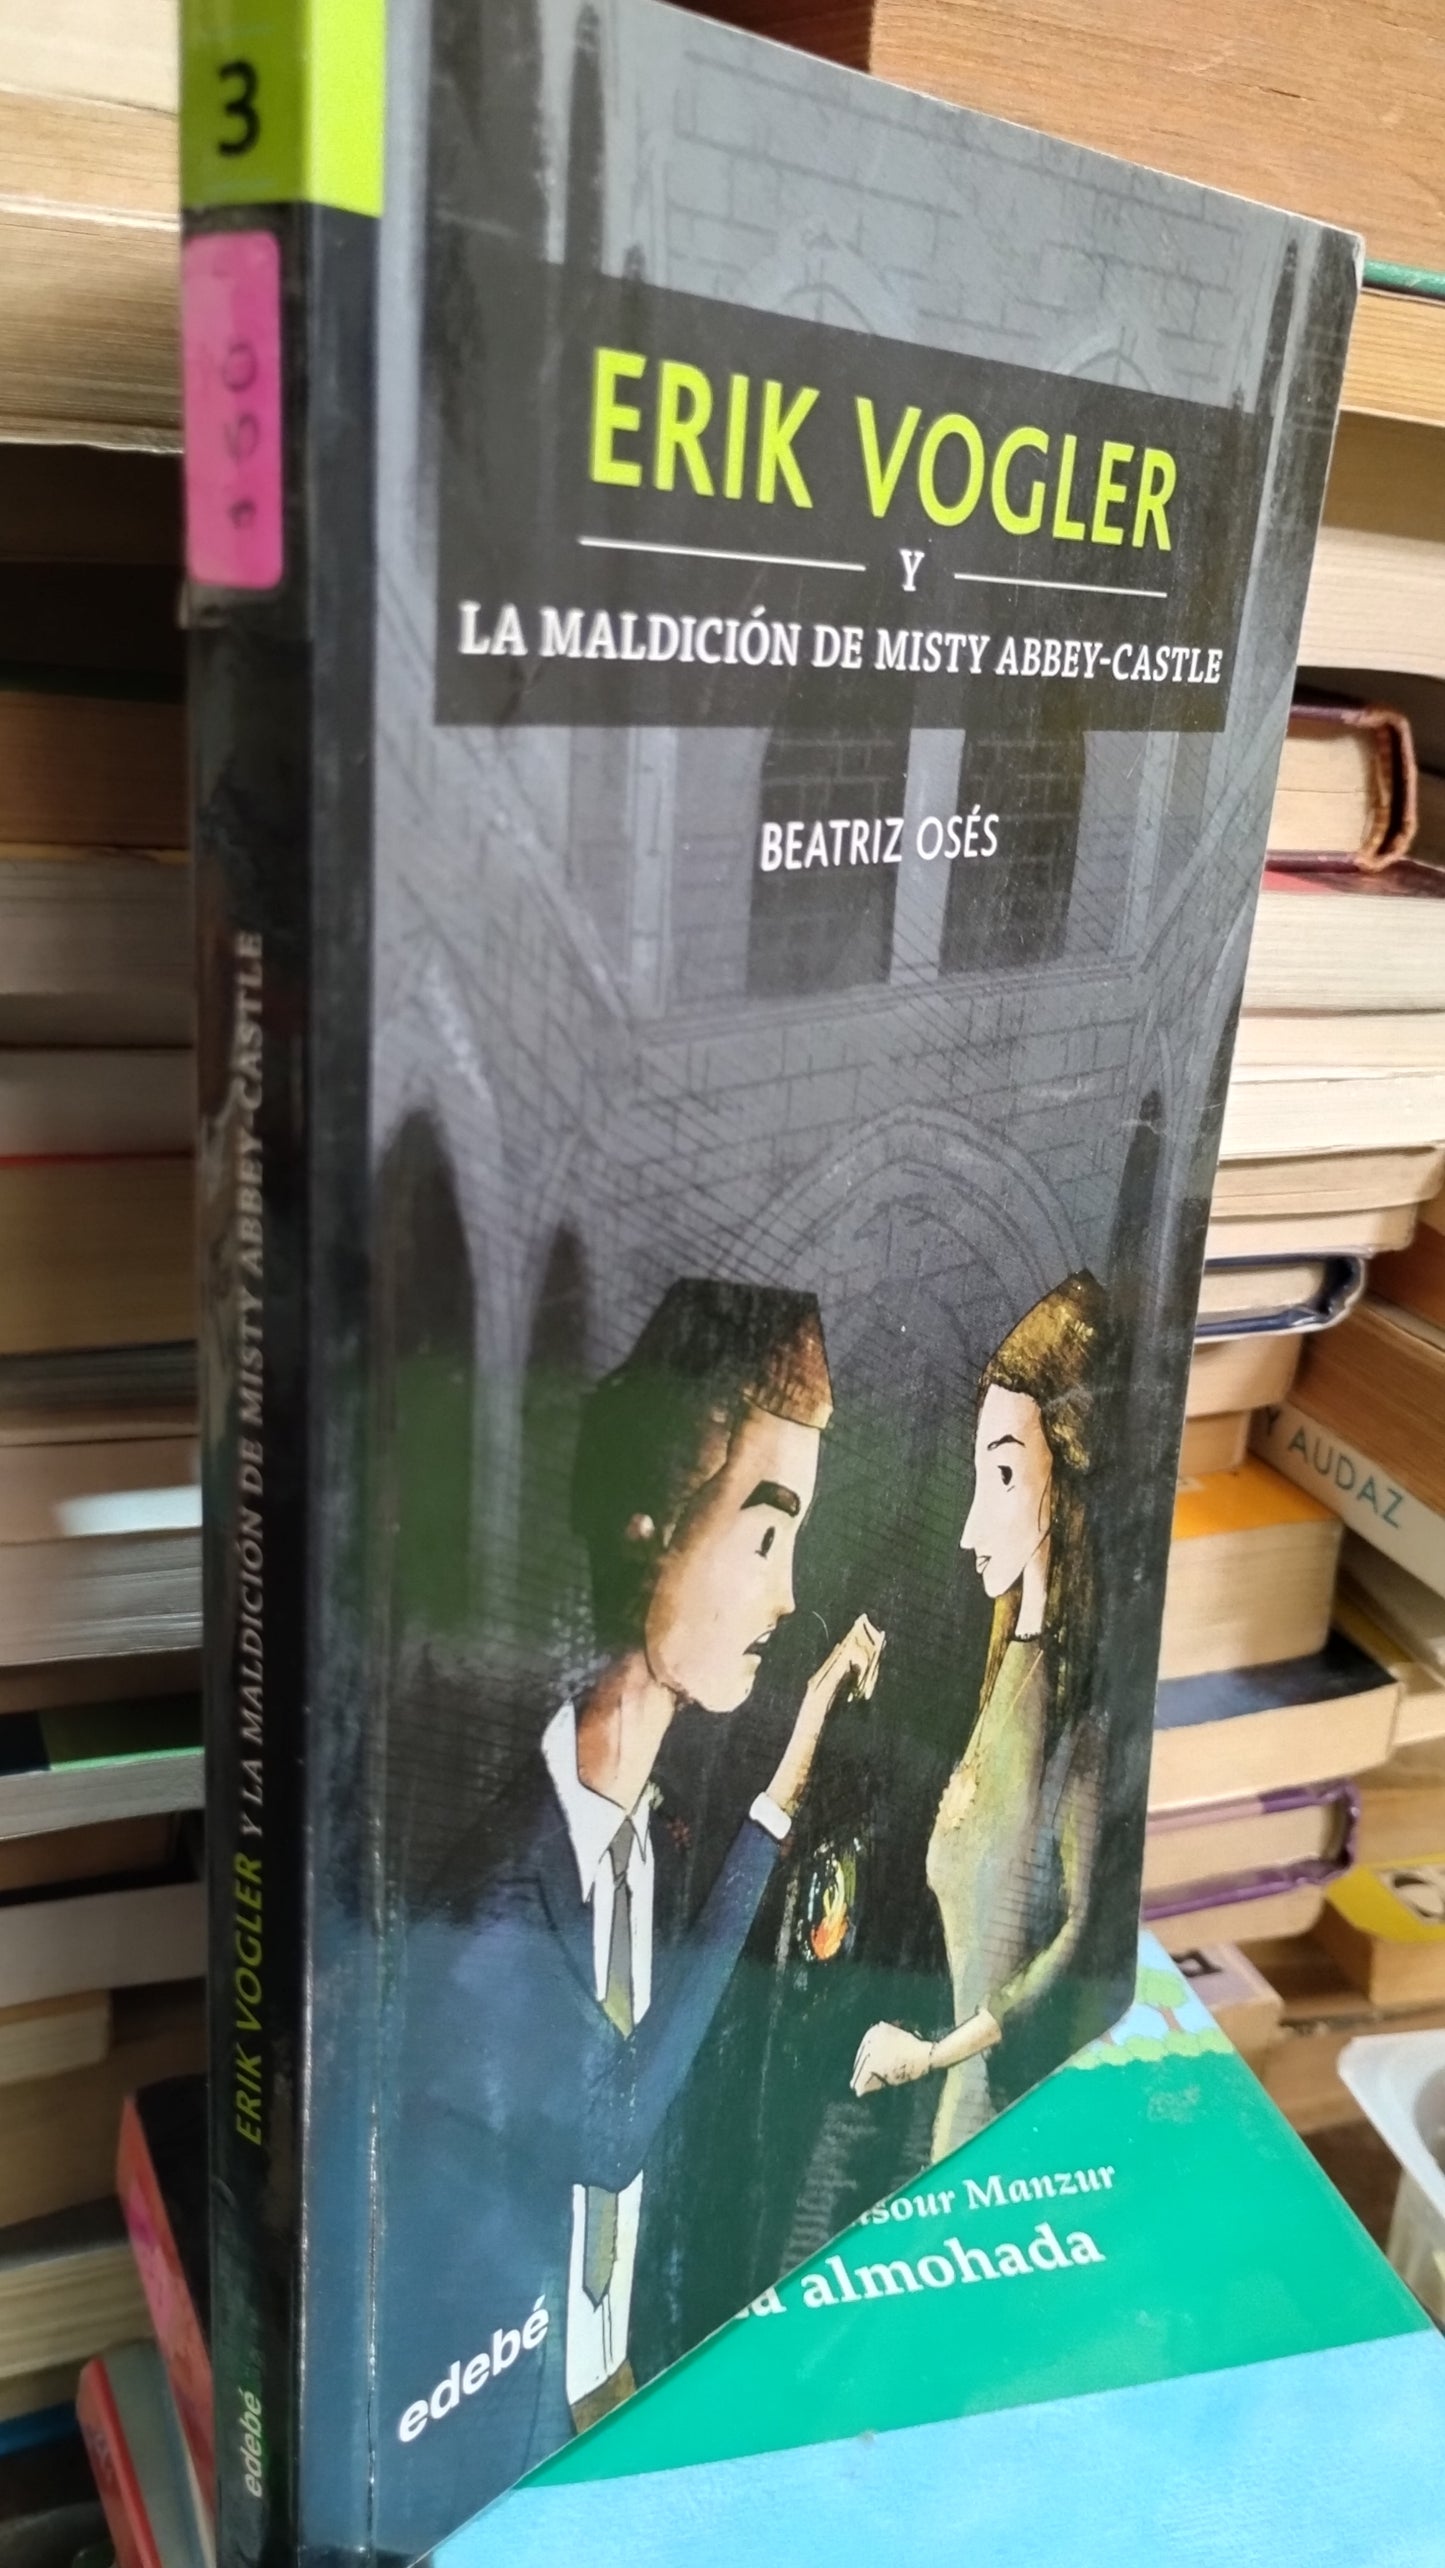 3
ERIK VOGLER
Y
LA MALDICIÓN DE MISTY ABBEY-CASTLE
BEATRIZ OSÉS
edebé
ERIK VOGLER Y LA MALDICIÓN DE MISTY ABBEY-CASTLE
edebé
Manzur
almohada
Y AUDAZ